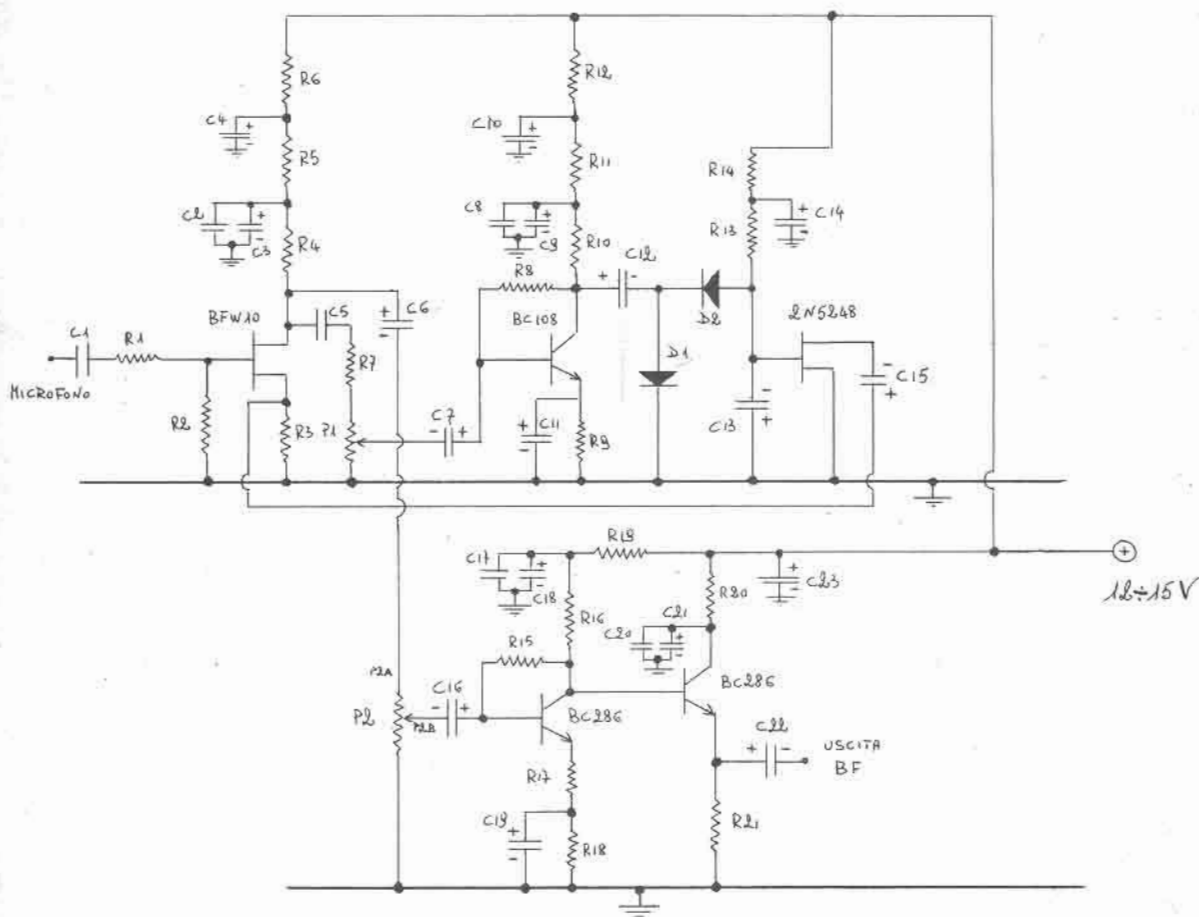 R6
R12
C4 + -
C10 + -
R5
R11
R14
C2
+ - C3
R4
C8
+ - C9
R10
+ C12 -
R13
+ - C14
R8
BFW10
C5
+ - C6
BC108
D2
2N5248
C1
R1
R7
D1
- + C15
MICROFONO
R2
R3
P1
- C7 +
+ - C11
R9
C13 - +
R19
+
C17
+ - C18
+ - C23
12÷15V
R16
R20
C20
C21 + -
R15
P2A
- C16 +
BC286
P2
P2B
BC286
+ C22 -
USCITA
BF
R17
C19 + -
R18
R21